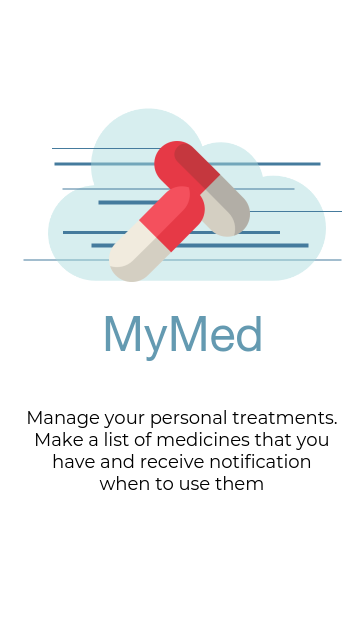 MyMed
Manage your personal treatments.
Make a list of medicines that you
have and receive notification
when to use them